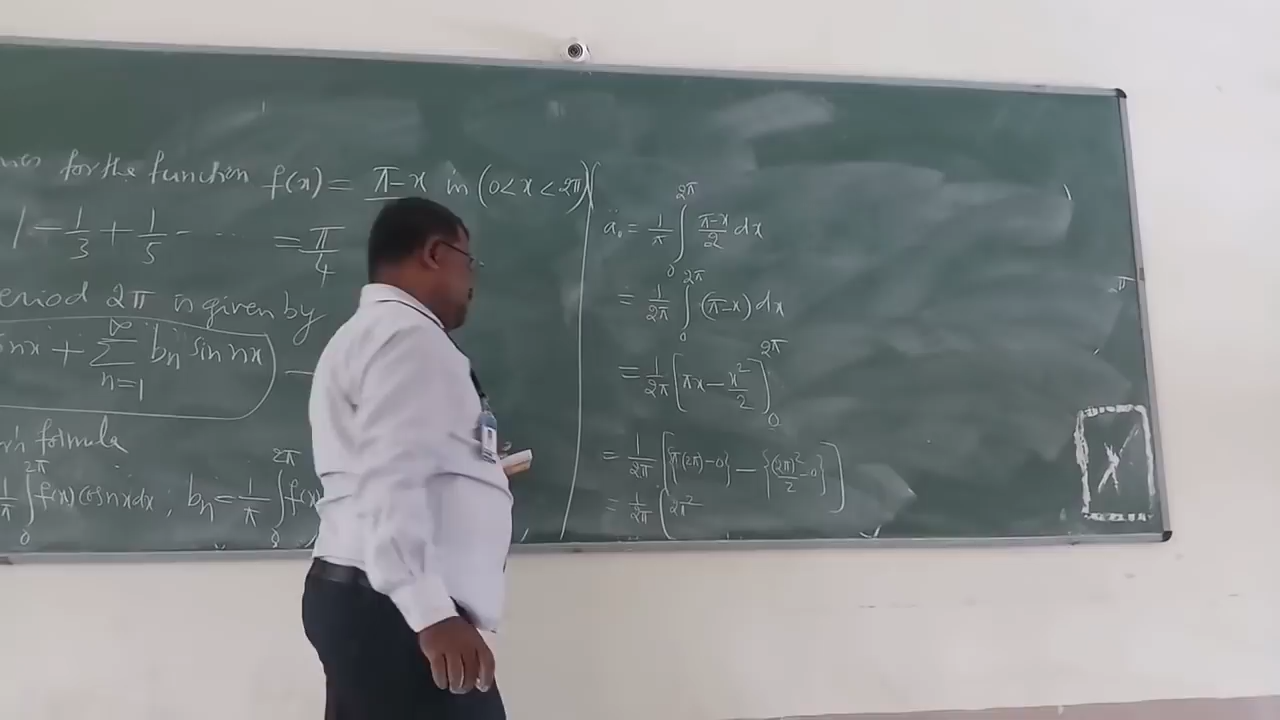 for the function f(x) = π-x in (0<x<2π)
1 - 1/3 + 1/5 - ... = π/4
period 2π is given by
nx + ∑_{n=1}^{∞} b_n sin nx
formula
1/π ∫_0^{2π} f(x) cos nx dx ; b_n = 1/π ∫_0^{2π} f(x)
a_0 = 1/π ∫_0^{2π} (π-x)/2 dx
= 1/2π ∫_0^{2π} (π-x) dx
= 1/2π [πx - x²/2]_0^{2π}
= 1/2π [{π(2π)-0} - {(2π)²/2 - 0}]
= 1/2π [2π²
X